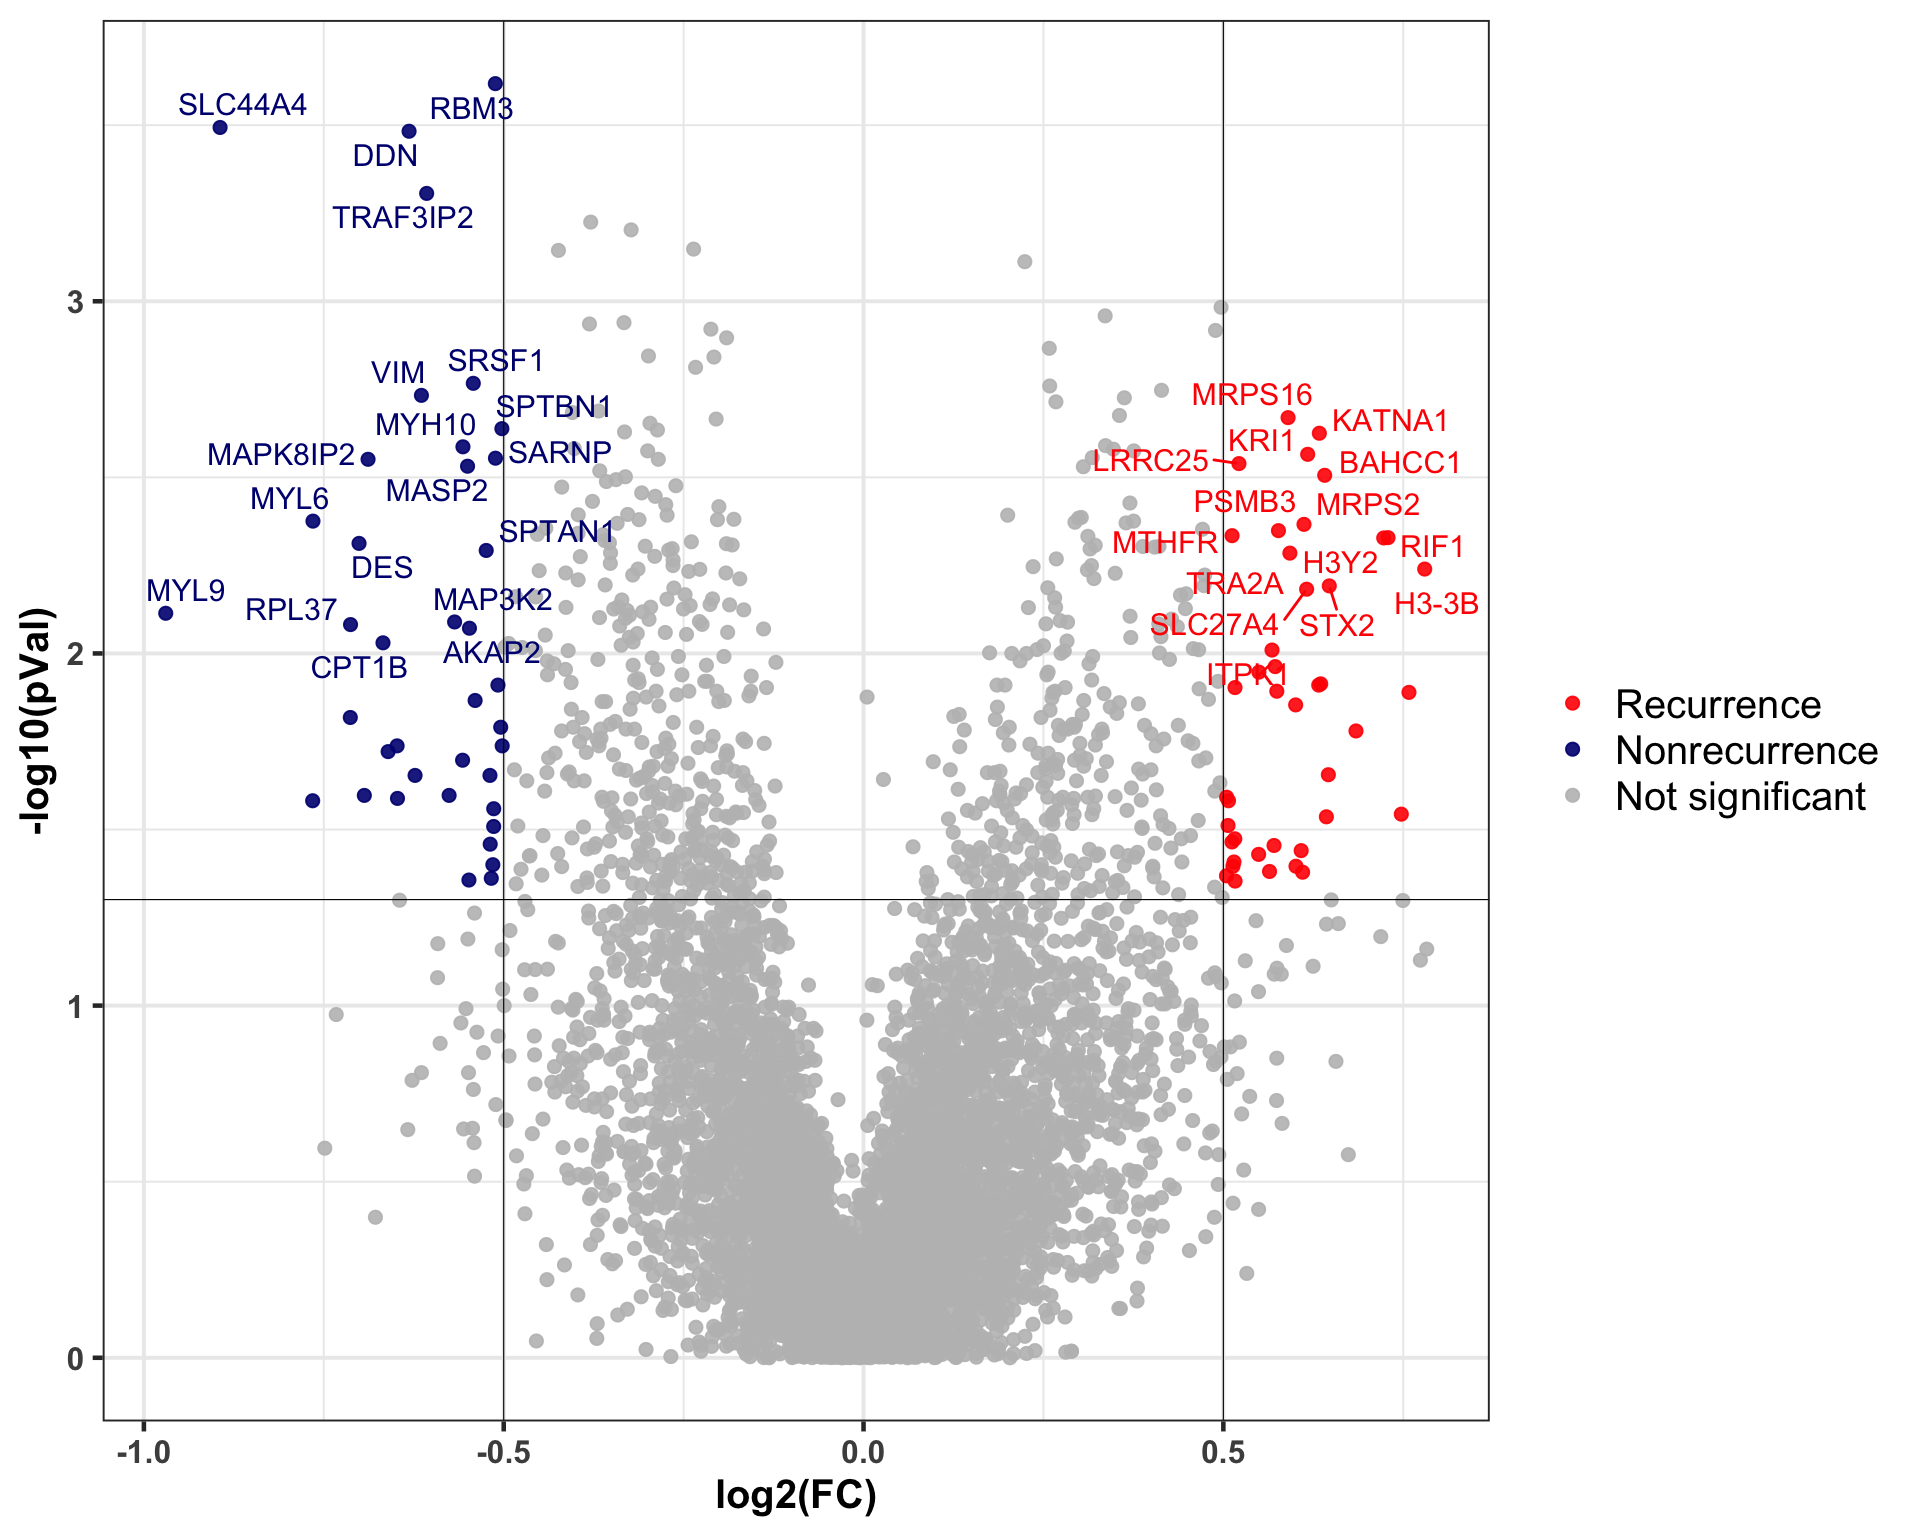 SLC44A4
RBM3
DDN
TRAF3IP2
3
SRSF1
VIM
MRPS16
SPTBN1
KATNA1
MYH10
KRI1
SARNP
MAPK8IP2
LRRC25
BAHCC1
MASP2
MYL6
PSMB3
MRPS2
SPTAN1
MTHFR
RIF1
DES
H3Y2
TRA2A
MYL9
MAP3K2
H3-3B
RPL37
SLC27A4
STX2
2
AKAP2
CPT1B
ITPK1
Recurrence
Nonrecurrence
Not significant
-log10(pVal)
1
0
-1.0
-0.5
0.0
0.5
log2(FC)